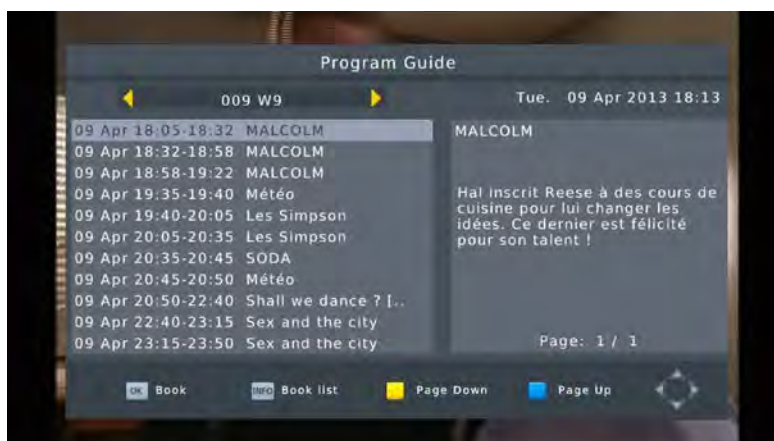 Program Guide
009 W9
Tue. 09 Apr 2013 18:13
09 Apr 18:05-18:32 MALCOLM
09 Apr 18:32-18:58 MALCOLM
09 Apr 18:58-19:22 MALCOLM
09 Apr 19:35-19:40 Météo
09 Apr 19:40-20:05 Les Simpson
09 Apr 20:05-20:35 Les Simpson
09 Apr 20:35-20:45 SODA
09 Apr 20:45-20:50 Météo
09 Apr 20:50-22:40 Shall we dance ? [..
09 Apr 22:40-23:15 Sex and the city
09 Apr 23:15-23:50 Sex and the city
MALCOLM
Hal inscrit Reese à des cours de
cuisine pour lui changer les
idées. Ce dernier est félicité
pour son talent !
Page: 1 / 1
OK Book
INFO Book list
Page Down
Page Up